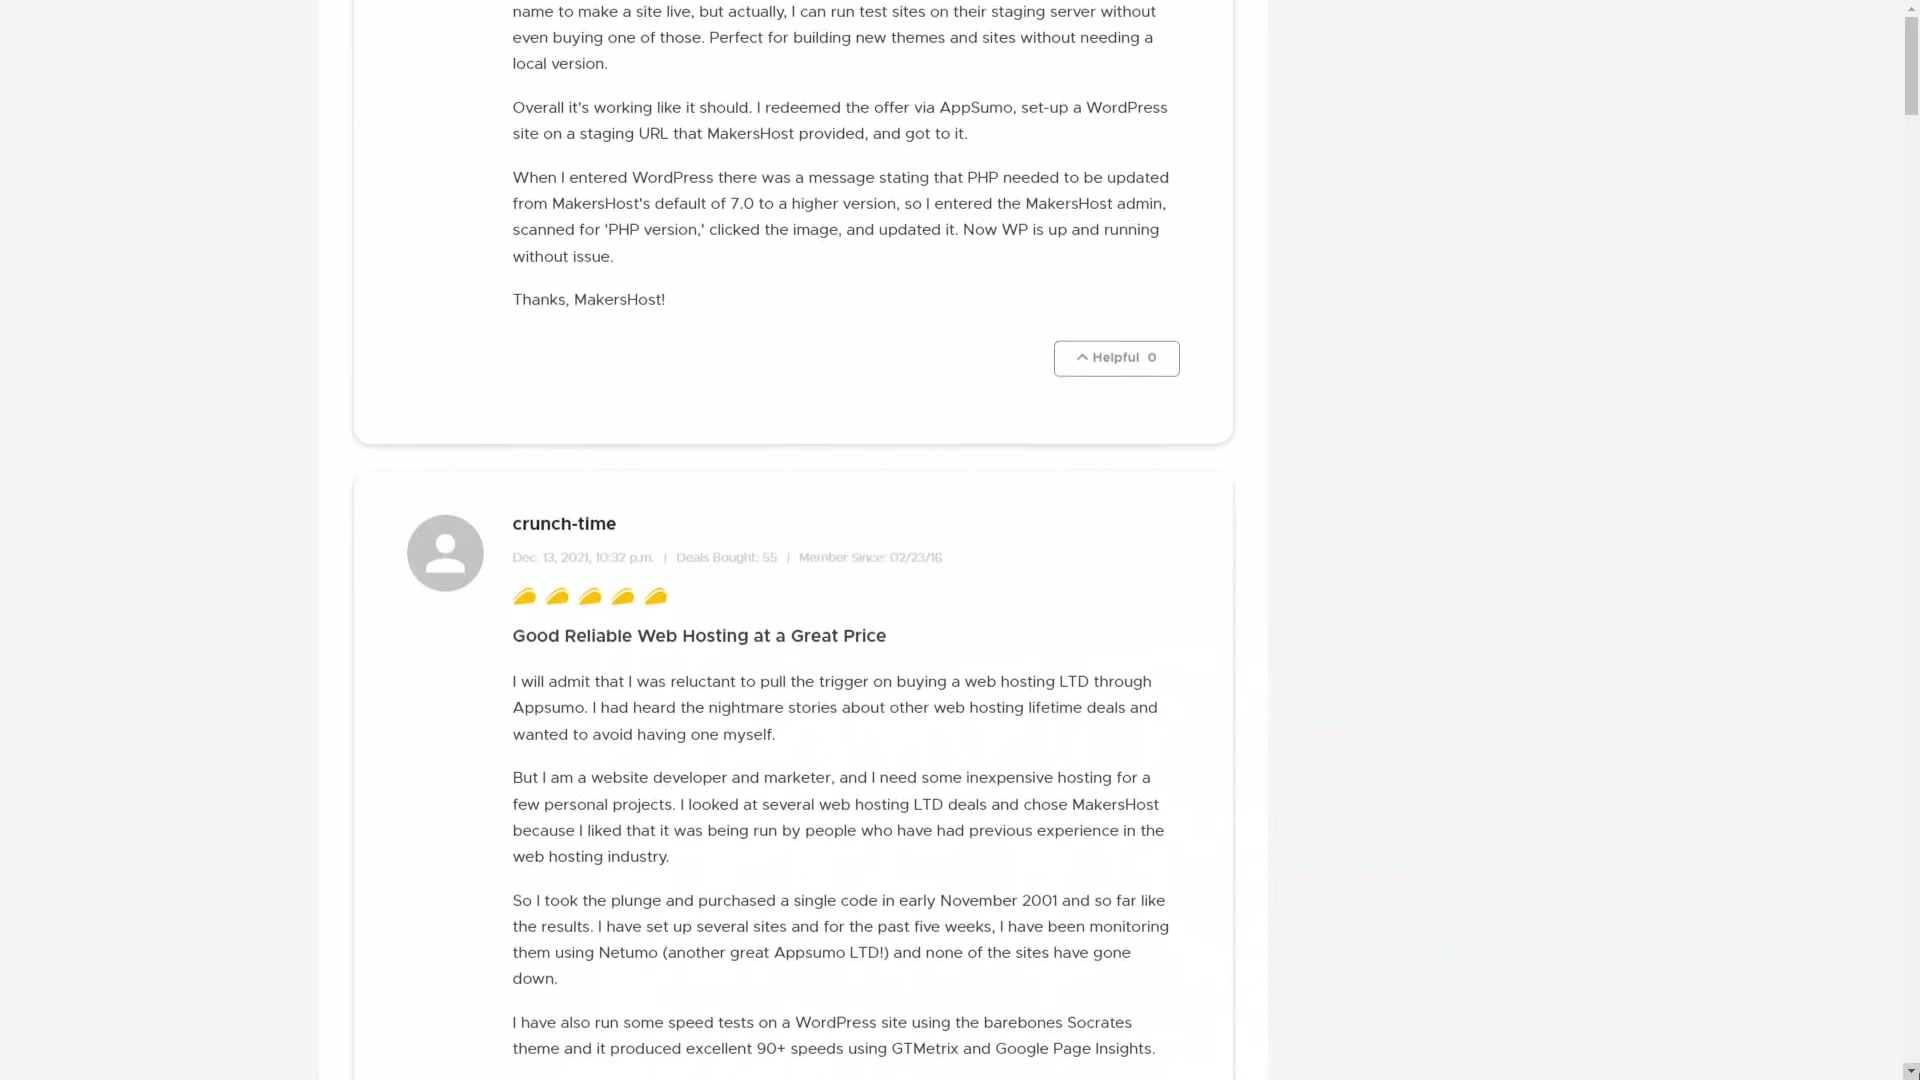 name to make a site live, but actually, I can run test sites on their staging server without
even buying one of those. Perfect for building new themes and sites without needing a
local version.
Overall it's working like it should. I redeemed the offer via AppSumo, set-up a WordPress
site on a staging URL that MakersHost provided, and got to it.
When I entered WordPress there was a message stating that PHP needed to be updated
from MakersHost's default of 7.0 to a higher version, so I entered the MakersHost admin,
scanned for 'PHP version,' clicked the image, and updated it. Now WP is up and running
without issue.
Thanks, MakersHost!
Helpful 0
crunch-time
Dec. 13, 2021, 10:32 p.m. | Deals Bought: 55 | Member Since: 02/23/16
Good Reliable Web Hosting at a Great Price
I will admit that I was reluctant to pull the trigger on buying a web hosting LTD through
Appsumo. I had heard the nightmare stories about other web hosting lifetime deals and
wanted to avoid having one myself.
But I am a website developer and marketer, and I need some inexpensive hosting for a
few personal projects. I looked at several web hosting LTD deals and chose MakersHost
because I liked that it was being run by people who have had previous experience in the
web hosting industry.
So I took the plunge and purchased a single code in early November 2001 and so far like
the results. I have set up several sites and for the past five weeks, I have been monitoring
them using Netumo (another great Appsumo LTD!) and none of the sites have gone
down.
I have also run some speed tests on a WordPress site using the barebones Socrates
theme and it produced excellent 90+ speeds using GTMetrix and Google Page Insights.